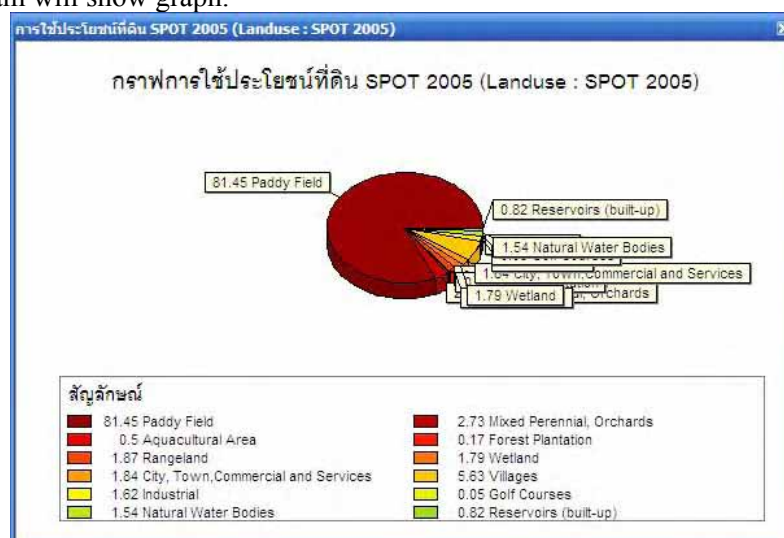 will show graph.
การใช้ประโยชน์ที่ดิน SPOT 2005 (Landuse : SPOT 2005)
กราฟการใช้ประโยชน์ที่ดิน SPOT 2005 (Landuse : SPOT 2005)
81.45 Paddy Field
0.82 Reservoirs (built-up)
1.54 Natural Water Bodies
Golf Courses
1.84 City, Town,Commercial and Services
1.79 Wetland
Orchards
สัญลักษณ์
81.45 Paddy Field
2.73 Mixed Perennial, Orchards
0.5 Aquacultural Area
0.17 Forest Plantation
1.87 Rangeland
1.79 Wetland
1.84 City, Town,Commercial and Services
5.63 Villages
1.62 Industrial
0.05 Golf Courses
1.54 Natural Water Bodies
0.82 Reservoirs (built-up)